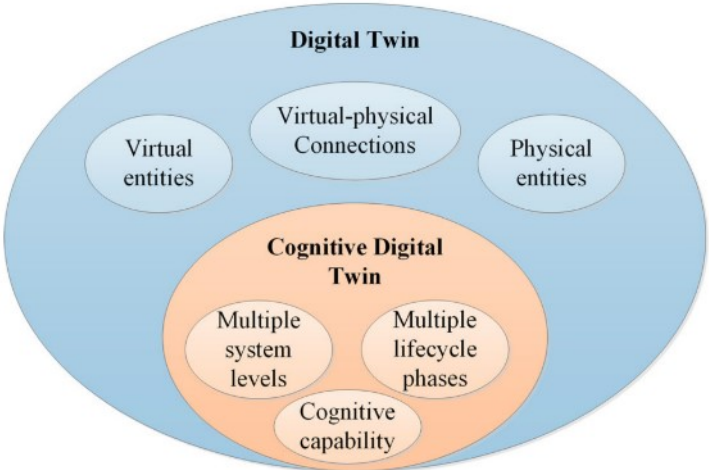 Digital Twin
Virtual
entities
Virtual-physical
Connections
Physical
entities
Cognitive Digital
Twin
Multiple
system
levels
Multiple
lifecycle
phases
Cognitive
capability